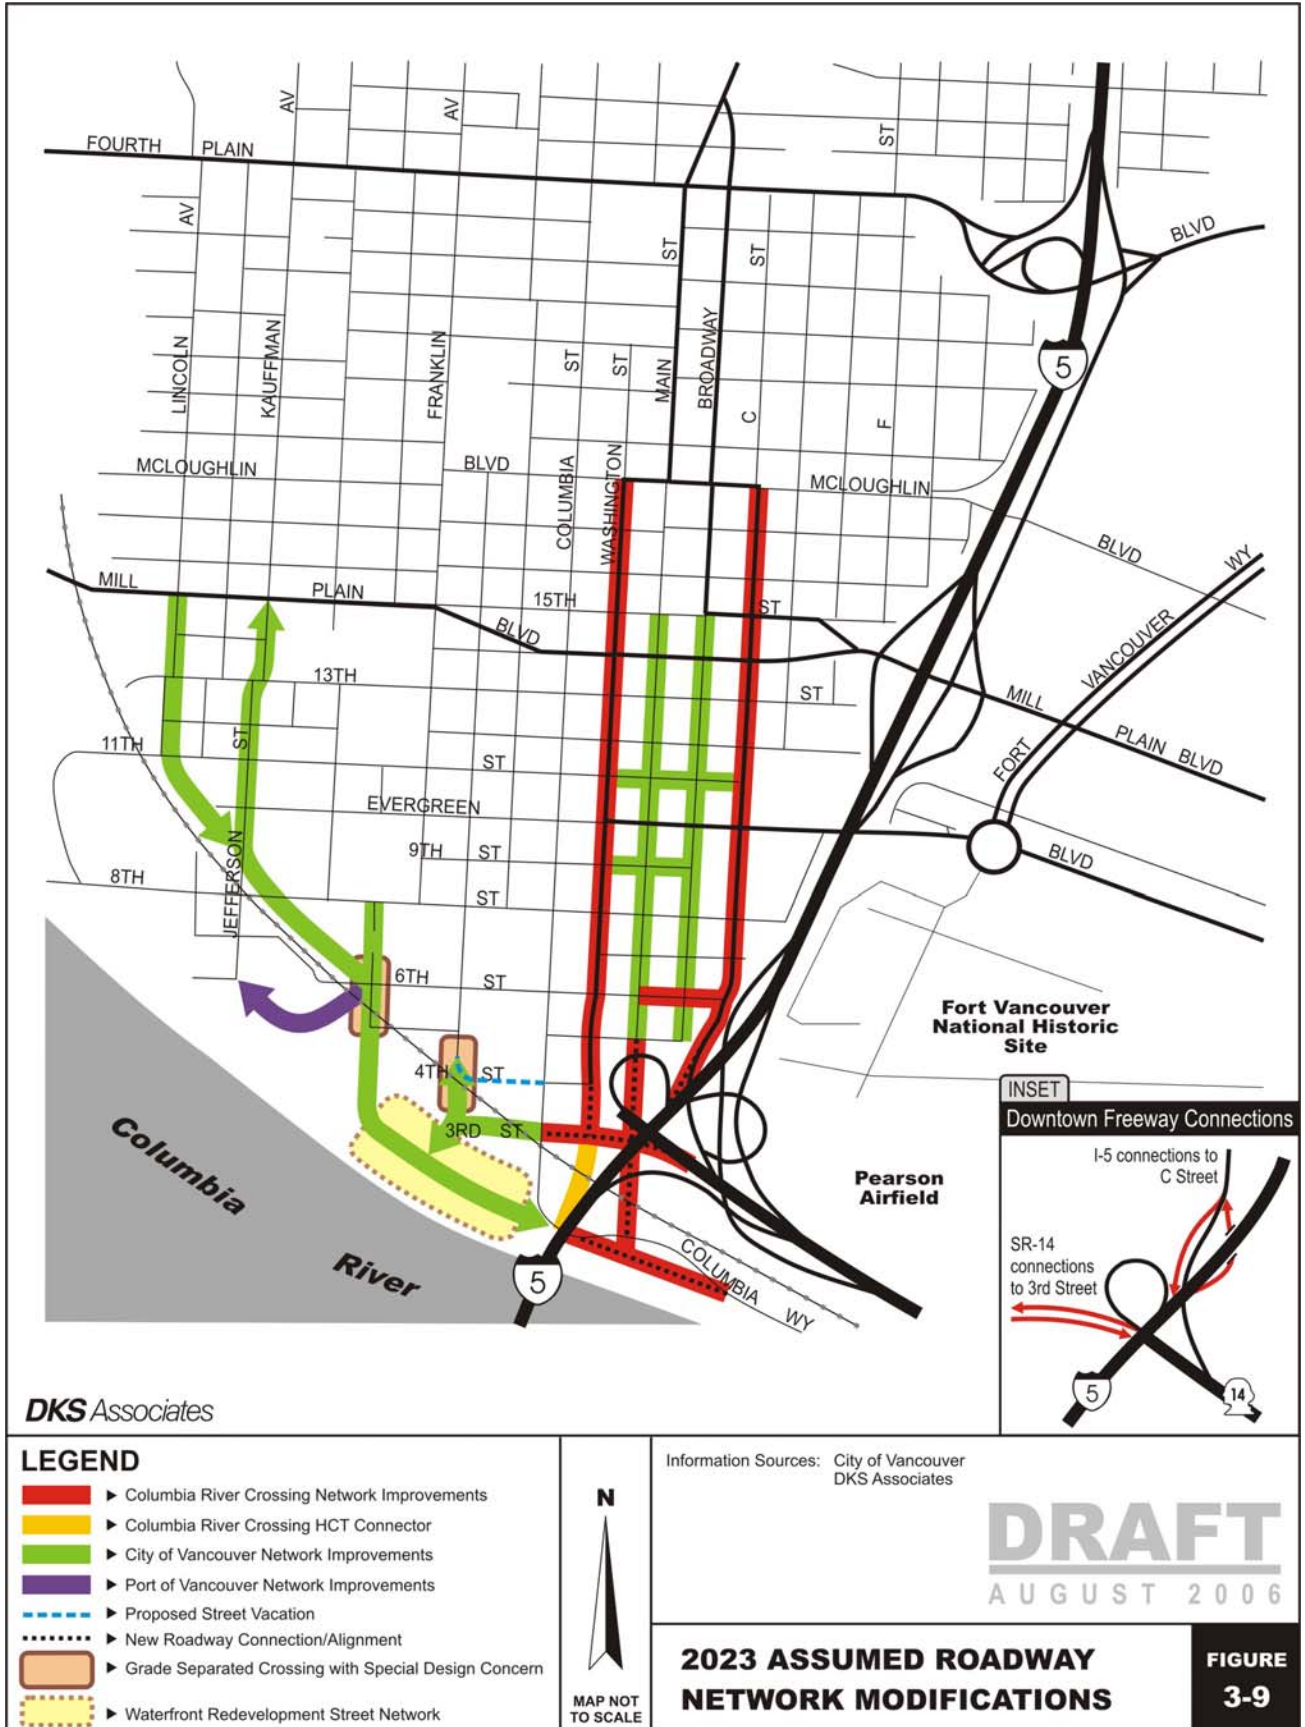 AV
AV
ST
FOURTH PLAIN
AV
BLVD
ST
ST
LINCOLN
KAUFFMAN
FRANKLIN
ST
ST
MAIN
BROADWAY
5
C
F
MCLOUGHLIN
BLVD
COLUMBIA
WASHINGTON
MCLOUGHLIN
BLVD
WY
MILL
PLAIN
15TH
ST
BLVD
VANCOUVER
13TH
ST
MILL
11TH
ST
ST
FORT
PLAIN BLVD
EVERGREEN
JEFFERSON
9TH ST
BLVD
8TH
ST
6TH
ST
Fort Vancouver
National Historic
Site
4TH
ST
3RD ST
Columbia
River
Pearson
Airfield
5
COLUMBIA
WY
INSET
Downtown Freeway Connections
I-5 connections to
C Street
SR-14
connections
to 3rd Street
5
14
DKS Associates
LEGEND
Columbia River Crossing Network Improvements
Columbia River Crossing HCT Connector
City of Vancouver Network Improvements
Port of Vancouver Network Improvements
Proposed Street Vacation
New Roadway Connection/Alignment
Grade Separated Crossing with Special Design Concern
Waterfront Redevelopment Street Network
N
MAP NOT
TO SCALE
Information Sources: City of Vancouver
DKS Associates
DRAFT
AUGUST 2006
2023 ASSUMED ROADWAY
NETWORK MODIFICATIONS
FIGURE
3-9